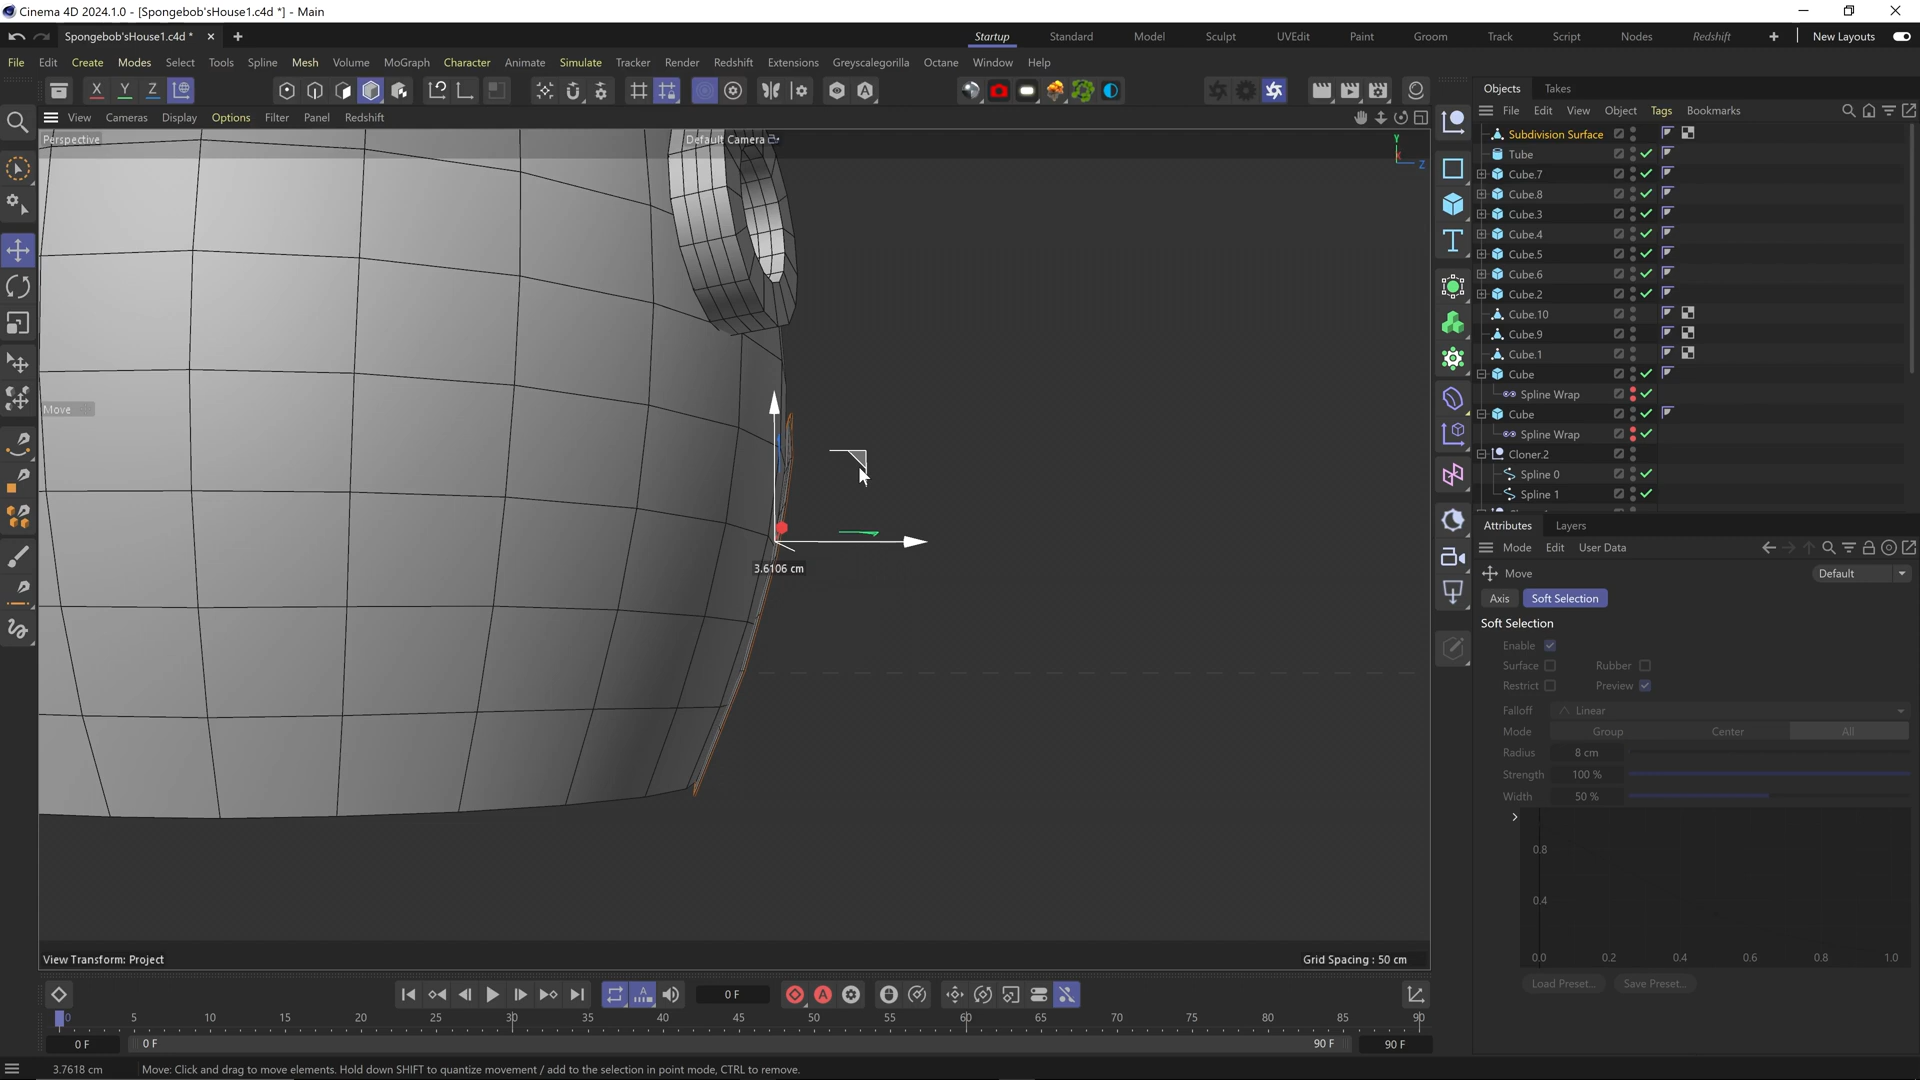 Cinema 4D 2024.1.0 - [Spongebob'sHouse1.c4d *] - Main
Spongebob'sHouse1.c4d *
Startup Standard Model Sculpt UVEdit Paint Groom Track Script Nodes Redshift New Layouts
File Edit Create Modes Select Tools Spline Mesh Volume MoGraph Character Animate Simulate Tracker Render Redshift Extensions Greyscalegorilla Octane Window Help
X Y Z
Objects Takes
View Cameras Display Options Filter Panel Redshift
File Edit View Object Tags Bookmarks
Perspective
Default Camera
Y
Z
Subdivision Surface
Tube
Cube.7
Cube.8
Cube.3
Cube.4
Cube.5
Cube.6
Cube.2
Cube.10
Cube.9
Cube.1
Cube
Spline Wrap
Cube
Spline Wrap
Cloner.2
Spline 0
Spline 1
Move
3.6106 cm
Attributes Layers
Mode Edit User Data
Move
Default
Axis Soft Selection
Soft Selection
Enable
Surface Rubber
Restrict Preview
Falloff Linear
Mode Group Center All
Radius 8 cm
Strength 100 %
Width 50 %
0.8
0.4
0.0 0.2 0.4 0.6 0.8 1.0
Load Preset... Save Preset...
View Transform: Project
Grid Spacing : 50 cm
0 F
0 5 10 15 20 25 30 35 40 45 50 55 60 65 70 75 80 85 90
0 F 0 F 90 F 90 F
3.7618 cm Move: Click and drag to move elements. Hold down SHIFT to quantize movement / add to the selection in point mode, CTRL to remove.